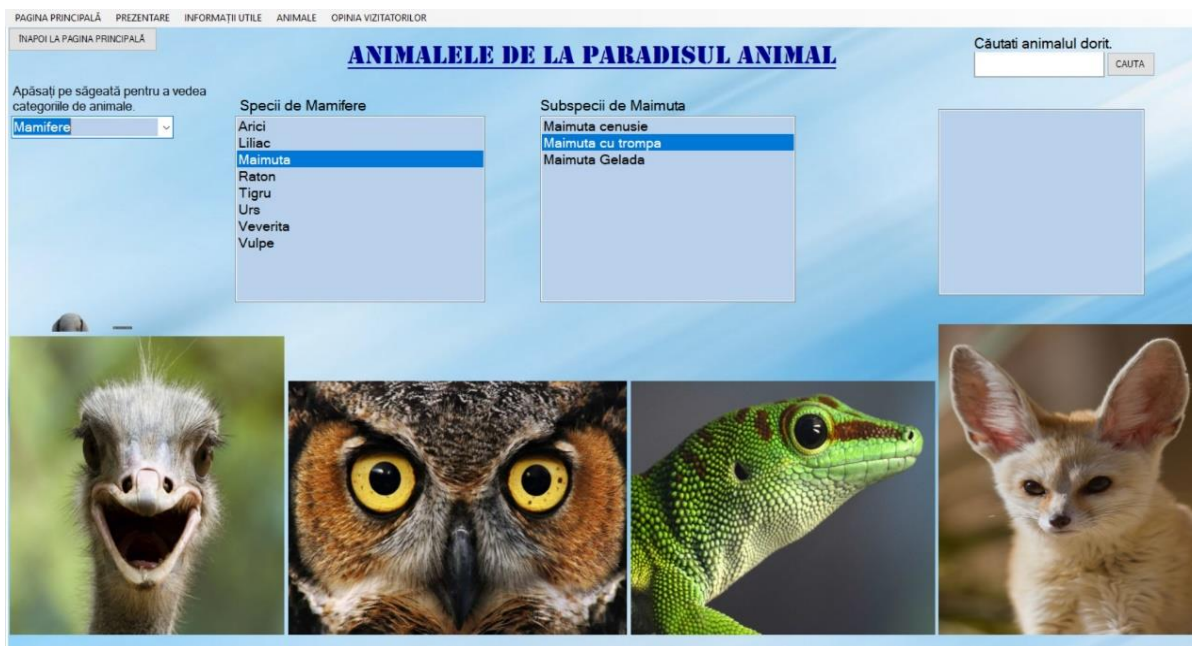 PAGINA PRINCIPALĂ PREZENTARE INFORMAȚII UTILE ANIMALE OPINIA VIZITATORILOR
ÎNAPOI LA PAGINA PRINCIPALĂ
ANIMALELE DE LA PARADISUL ANIMAL
Căutati animalul dorit.
CAUTA
Apăsați pe săgeată pentru a vedea
categoriile de animale.
Mamifere
Specii de Mamifere
Arici
Liliac
Maimuta
Raton
Tigru
Urs
Veverita
Vulpe
Subspecii de Maimuta
Maimuta cenusie
Maimuta cu trompa
Maimuta Gelada